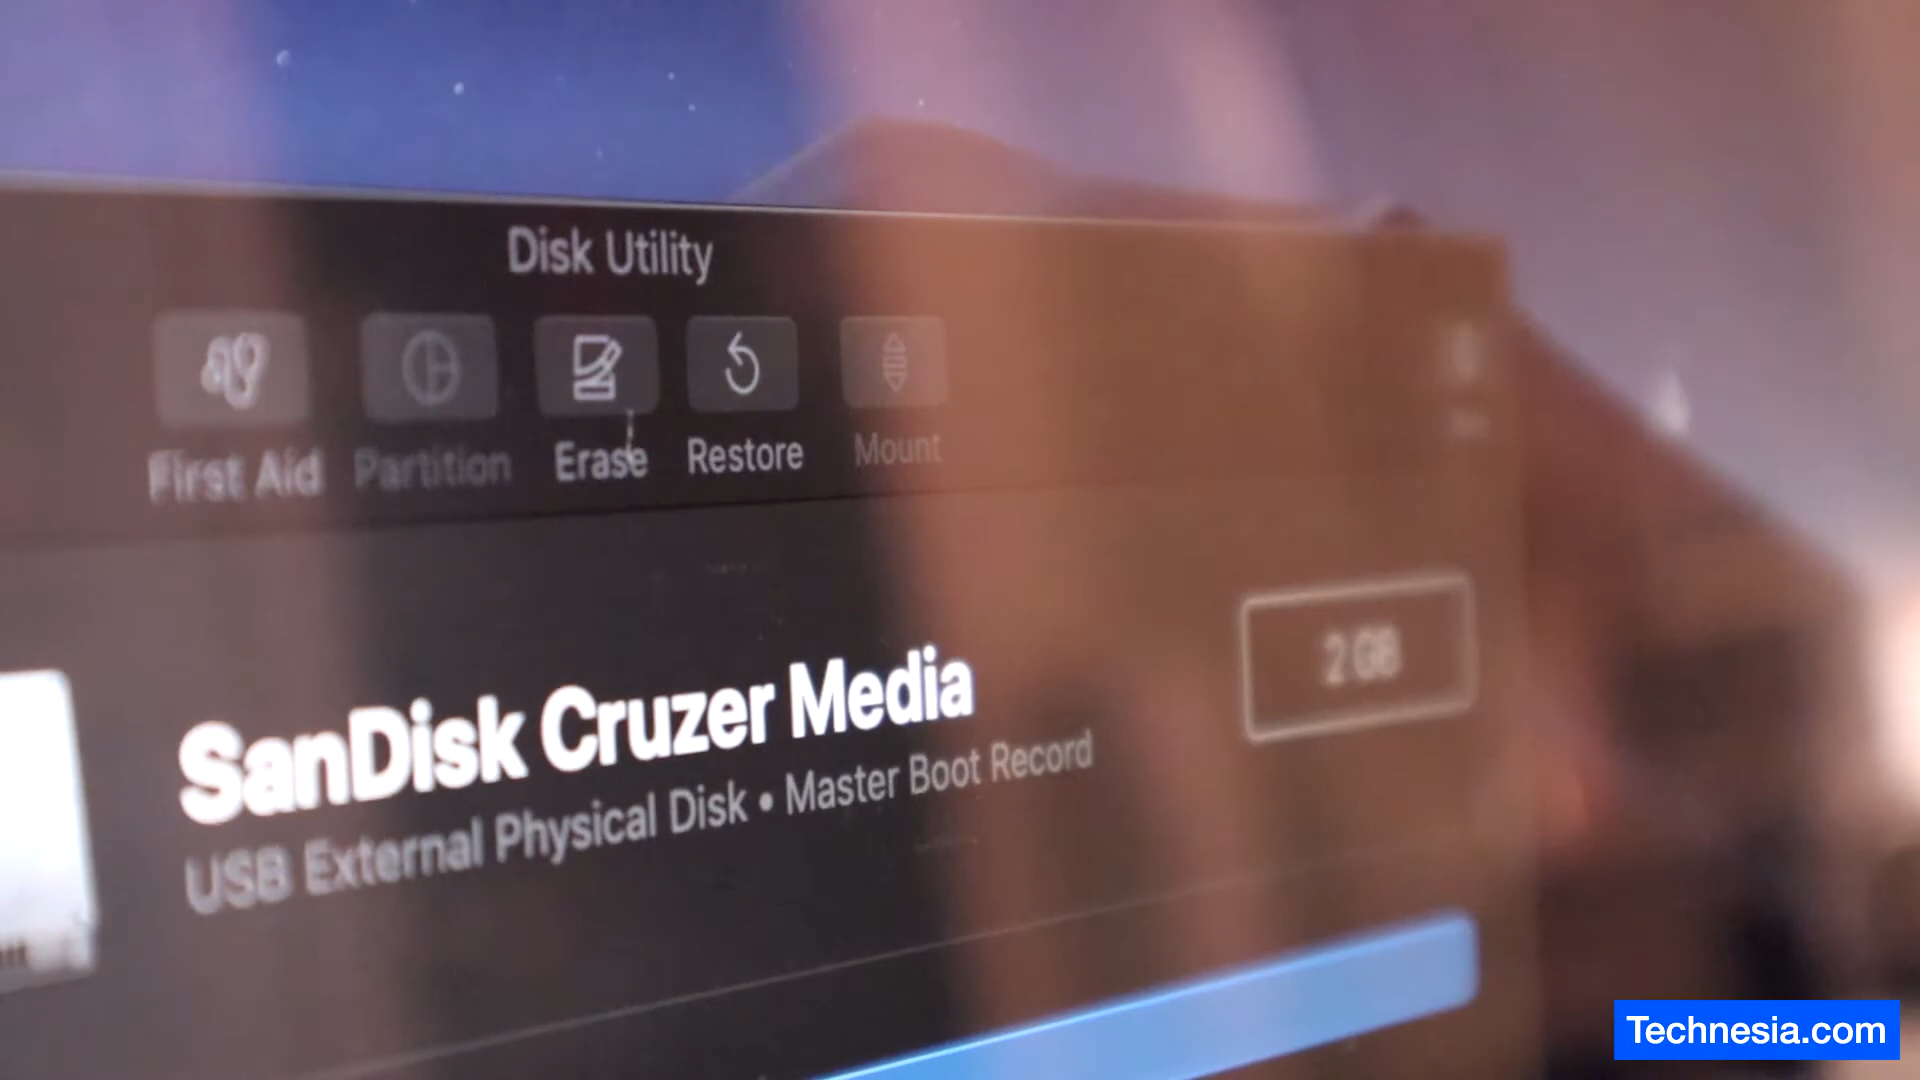 Disk Utility
First Aid
Partition
Erase
Restore
Mount
SanDisk Cruzer Media
2 GB
USB External Physical Disk • Master Boot Record
Technesia.com